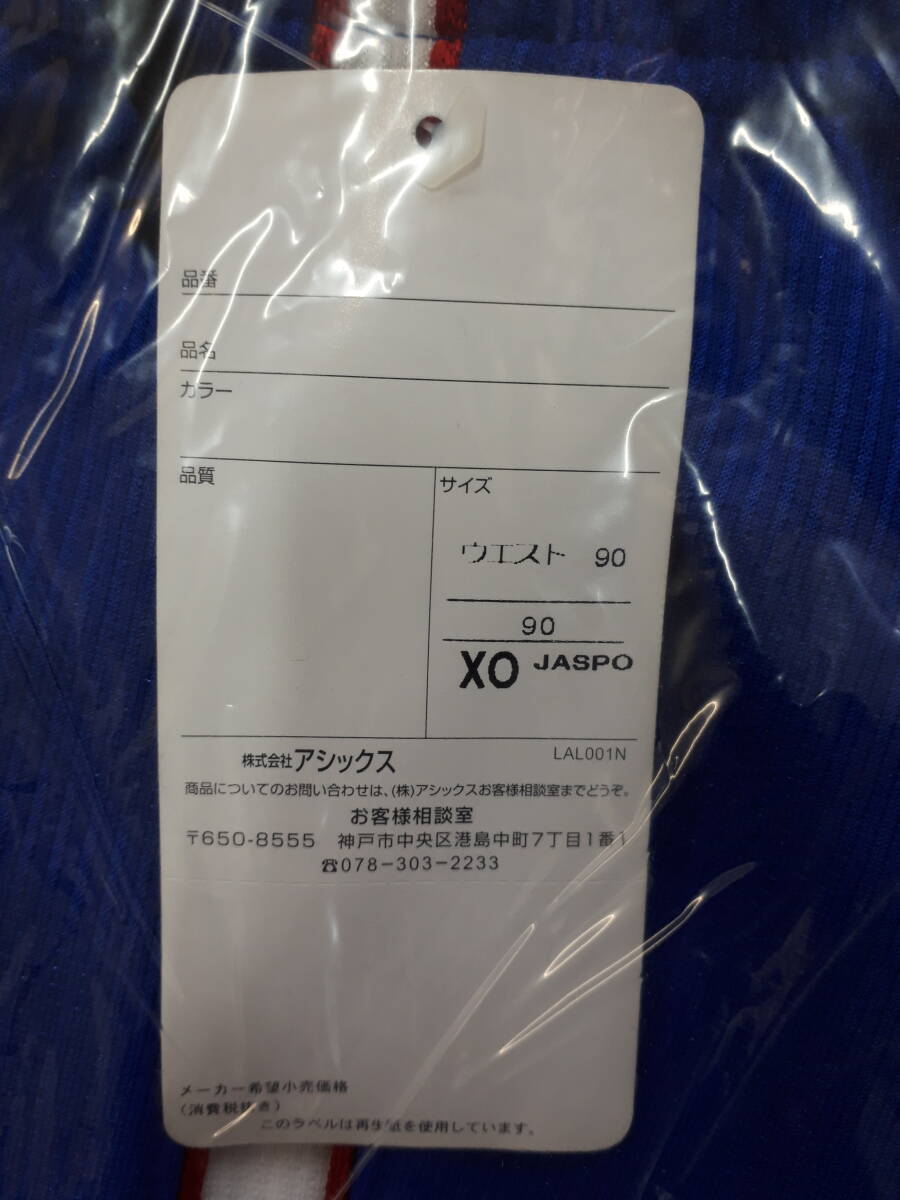 品番
品名
カラー
品質
サイズ
ウエスト 90
90
XO JASPO
株式会社アシックス LAL001N
商品についてのお問い合わせは、(株)アシックスお客様相談室までどうぞ。
お客様相談室
〒650-8555 神戸市中央区港島中町7丁目1番1
☎078-303-2233
メーカー希望小売価格
(消費税抜き)
このラベルは再生紙を使用しています。